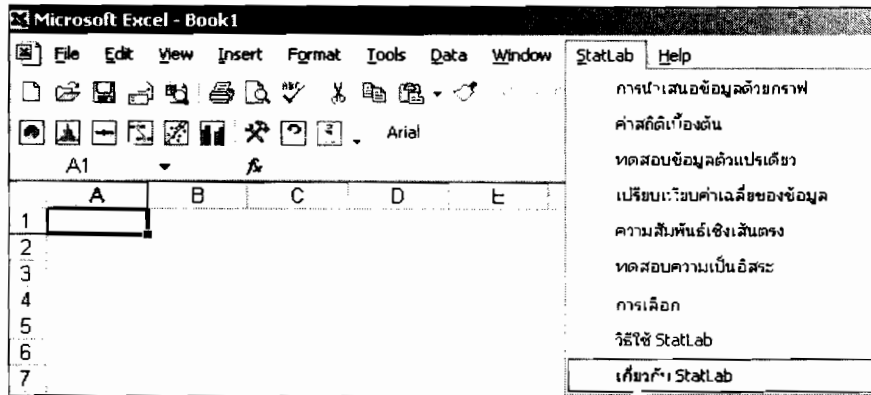 Microsoft Excel - Book1
File Edit View Insert Format Tools Data Window StatLab Help
Arial
A1 fx
A B C D E
1
2
3
4
5
6
7
การนำเสนอข้อมูลด้วยกราฟ
ค่าสถิติเบื้องต้น
ทดสอบข้อมูลตัวแปรเดียว
เปรียบเทียบค่าเฉลี่ยของข้อมูล
ความสัมพันธ์เชิงเส้นตรง
ทดสอบความเป็นอิสระ
การเลือก
วิธีใช้ StatLab
เกี่ยวกับ StatLab